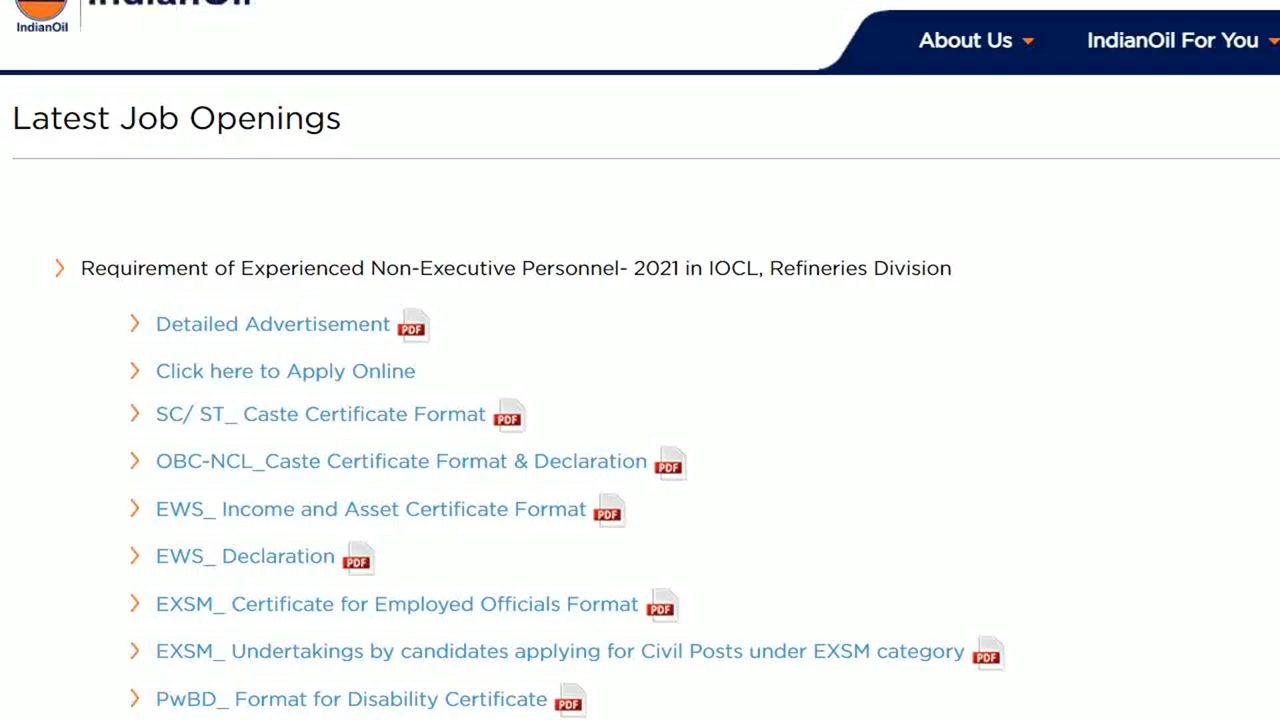 IndianOil
IndianOil
About Us
IndianOil For You
Latest Job Openings
Requirement of Experienced Non-Executive Personnel- 2021 in IOCL, Refineries Division
Detailed Advertisement PDF
Click here to Apply Online
SC/ ST_ Caste Certificate Format PDF
OBC-NCL_Caste Certificate Format & Declaration PDF
EWS_ Income and Asset Certificate Format PDF
EWS_ Declaration PDF
EXSM_ Certificate for Employed Officials Format PDF
EXSM_ Undertakings by candidates applying for Civil Posts under EXSM category PDF
PwBD_ Format for Disability Certificate PDF